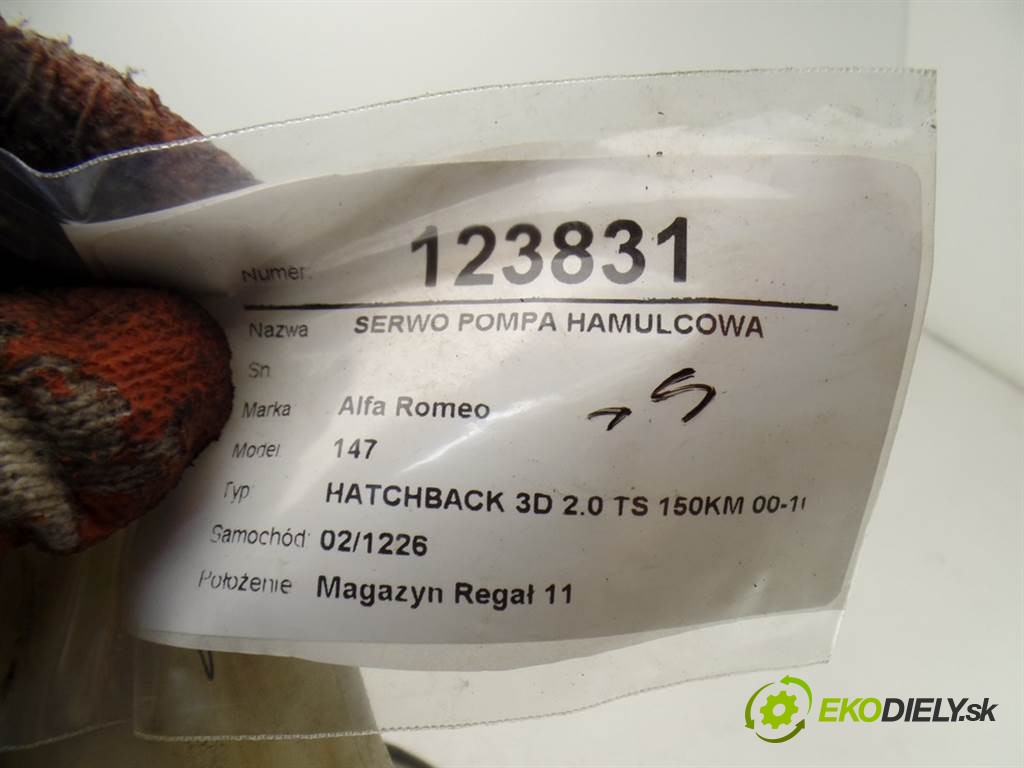 Numer: 123831
Nazwa SERWO POMPA HAMULCOWA
Sn
Marka Alfa Romeo
Model 147
Typ: HATCHBACK 3D 2.0 TS 150KM 00-1
Samochód: 02/1226
Położenie Magazyn Regał 11
EKODIELY.sk